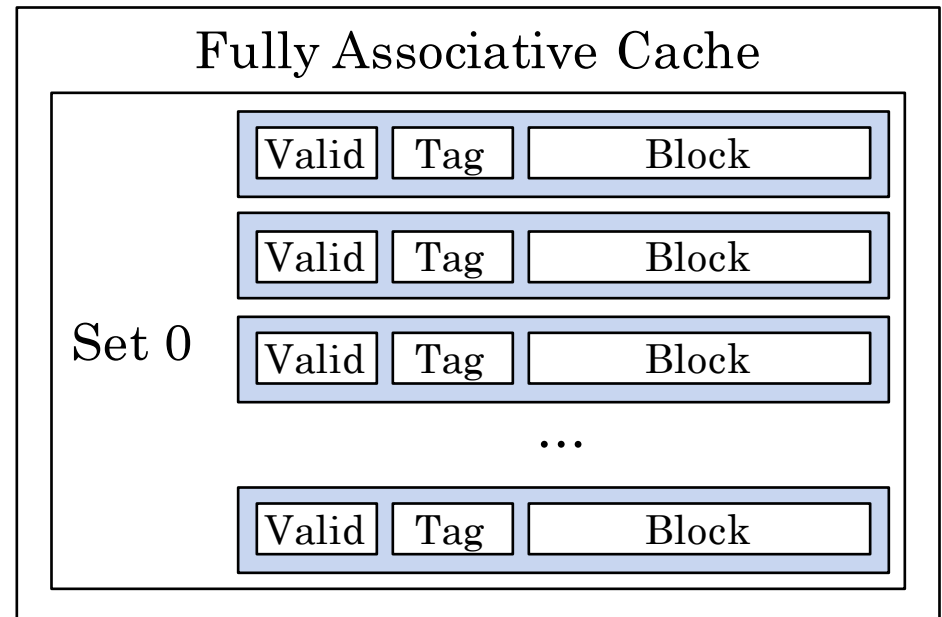 Fully Associative Cache
Valid Tag Block
Valid Tag Block
Set 0
Valid Tag Block
...
Valid Tag Block